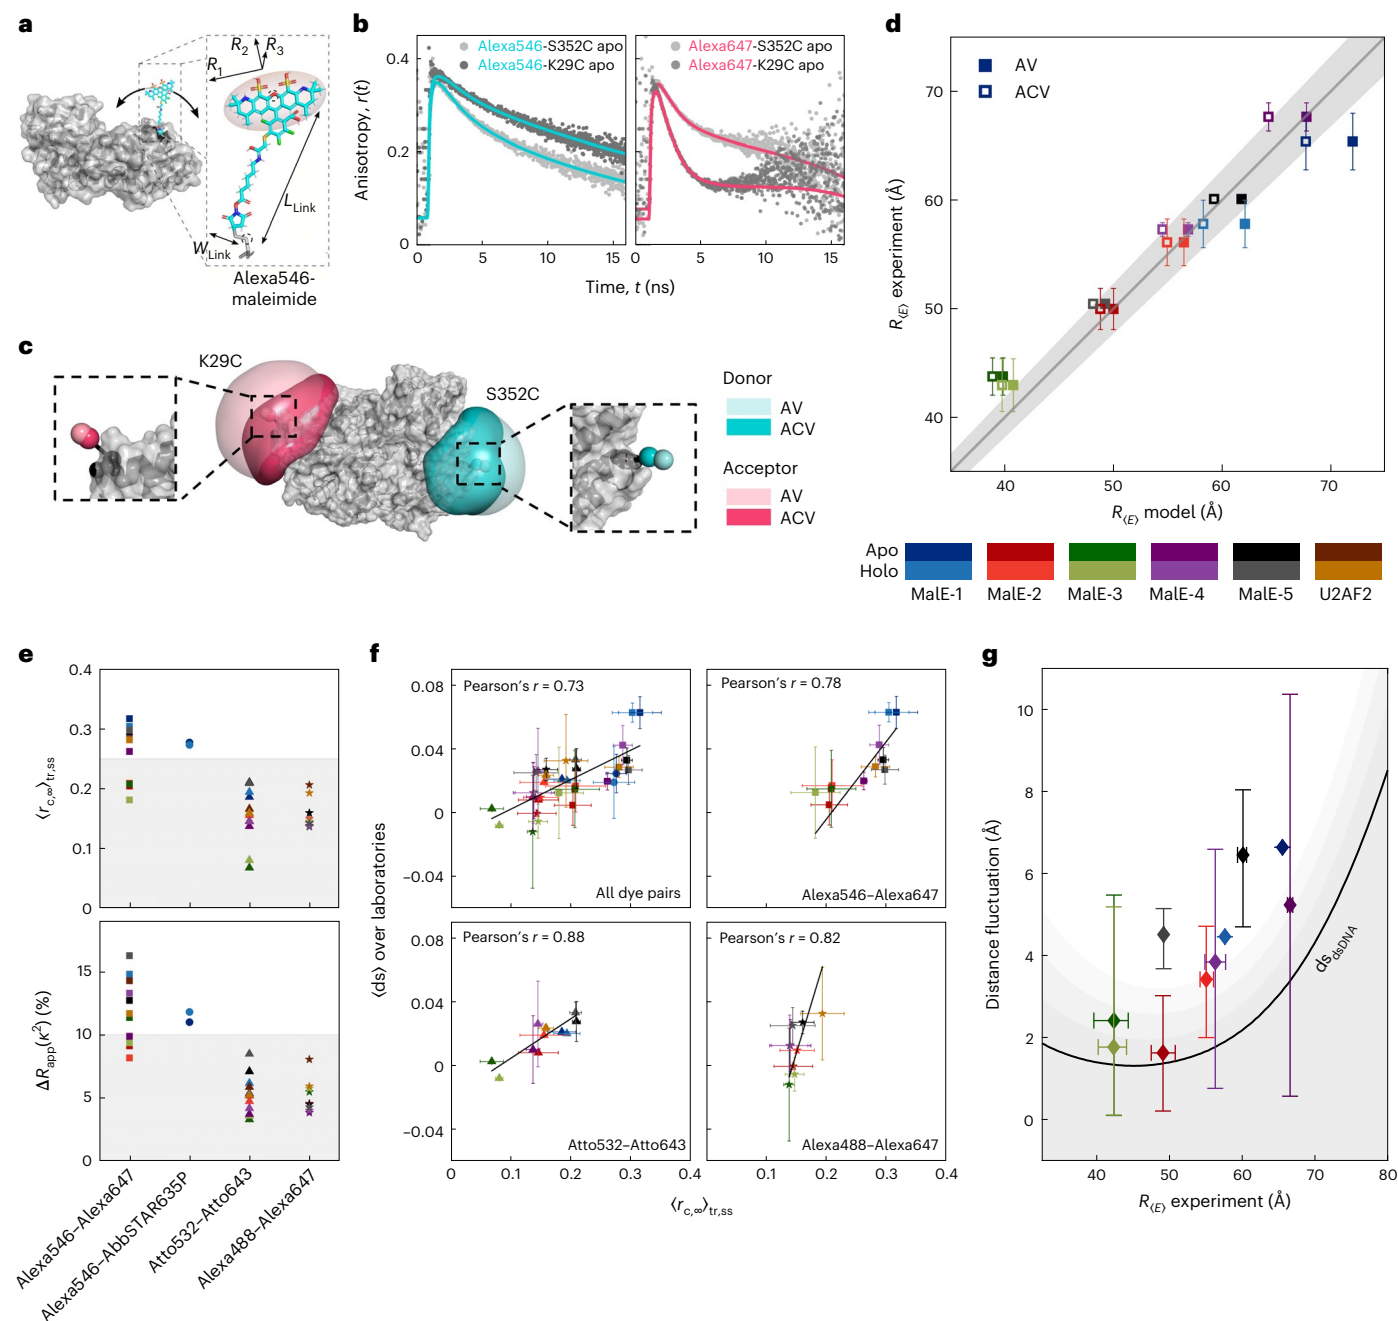 a
R2
R3
R1
LLink
WLink
Alexa546-
maleimide
b
Alexa546-S352C apo
Alexa546-K29C apo
Alexa647-S352C apo
Alexa647-K29C apo
0.4
0.2
0
Anisotropy, r(t)
0 5 10 15
0 5 10 15
Time, t (ns)
c
K29C
S352C
Donor
AV
ACV
Acceptor
AV
ACV
d
AV
ACV
70
60
50
40
R⟨E⟩ experiment (Å)
40 50 60 70
R⟨E⟩ model (Å)
Apo
Holo
MalE-1 MalE-2 MalE-3 MalE-4 MalE-5 U2AF2
e
0.4
0.3
0.2
0.1
0
⟨rc,∞⟩tr,ss
15
10
5
0
ΔRapp(κ²) (%)
Alexa546–Alexa647
Alexa546–AbbSTAR635P
Atto532–Atto643
Alexa488–Alexa647
f
Pearson's r = 0.73
Pearson's r = 0.78
0.08
0.04
0
−0.04
All dye pairs
Alexa546–Alexa647
⟨ds⟩ over laboratories
Pearson's r = 0.88
Pearson's r = 0.82
0.08
0.04
0
−0.04
Atto532–Atto643
Alexa488–Alexa647
0 0.1 0.2 0.3 0.4
0.1 0.2 0.3 0.4
⟨rc,∞⟩tr,ss
g
10
8
6
4
2
0
Distance fluctuation (Å)
dsdsDNA
40 50 60 70 80
R⟨E⟩ experiment (Å)